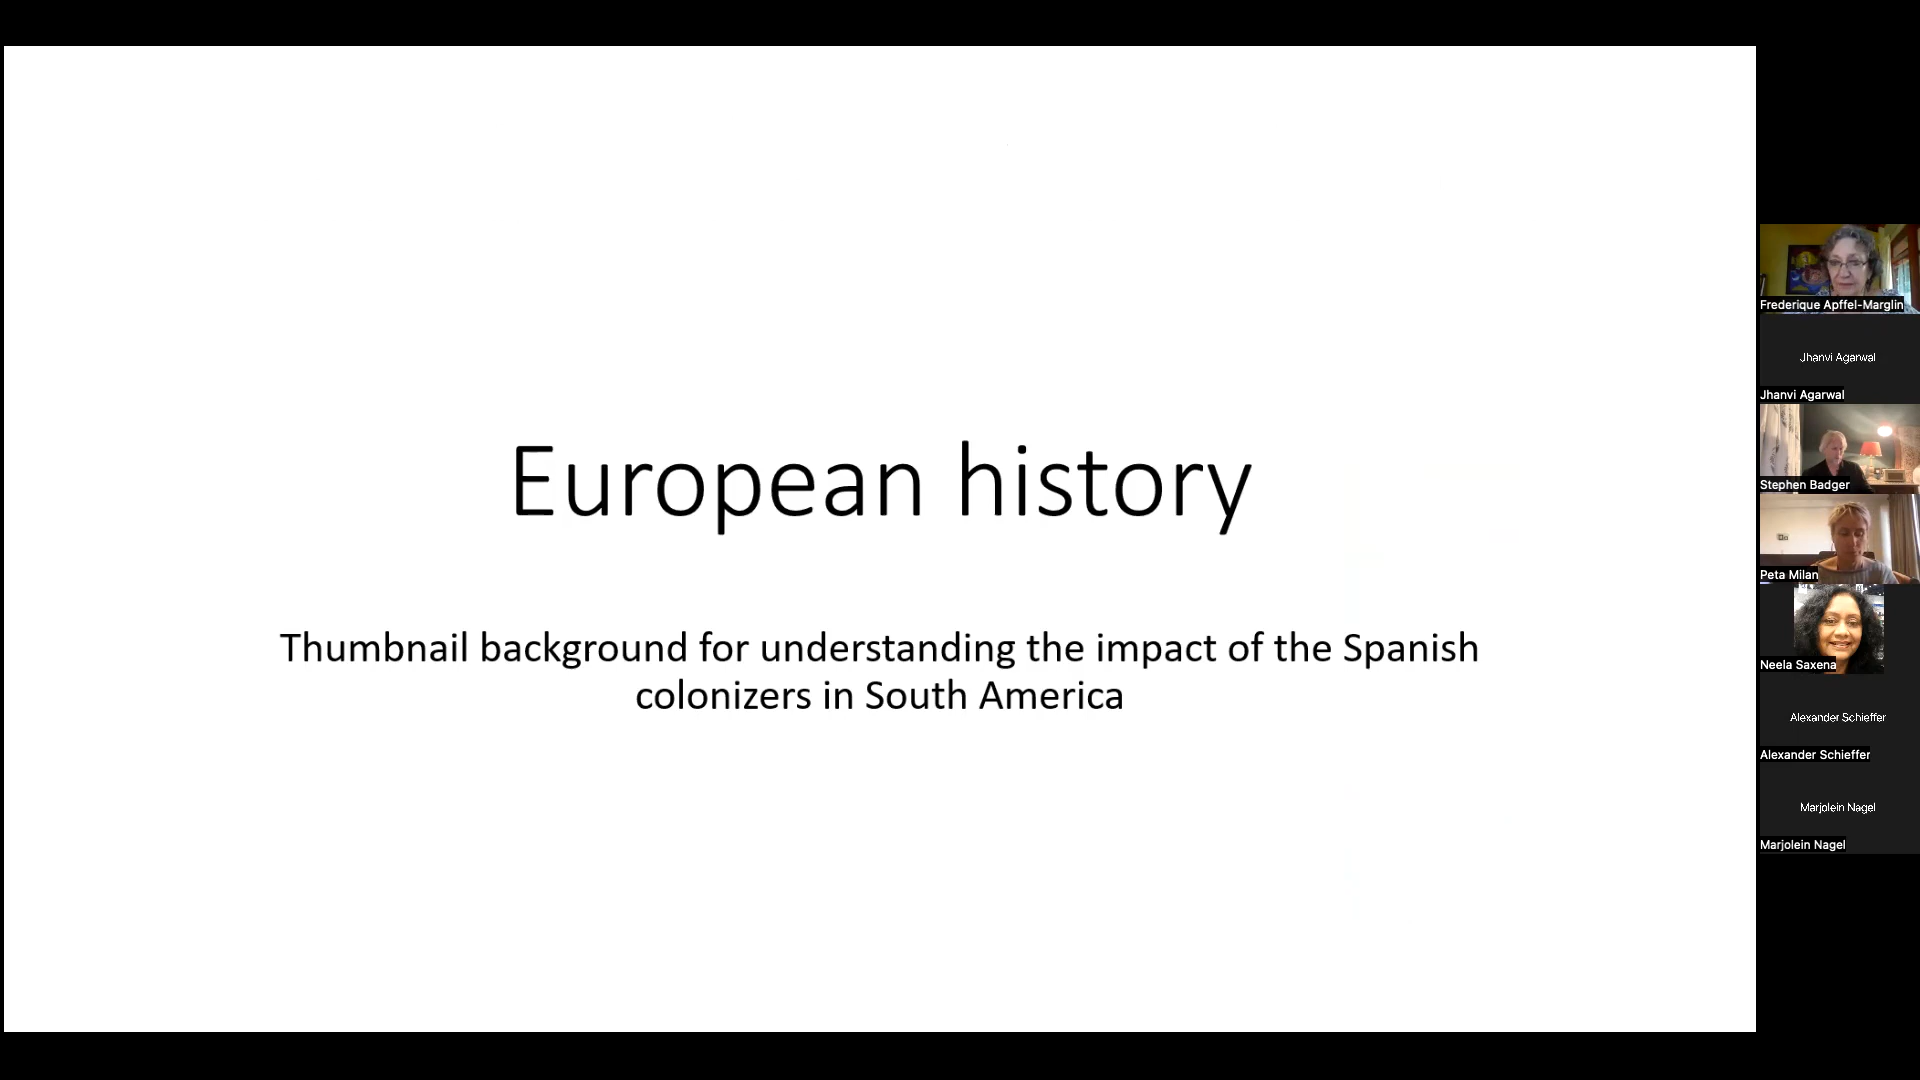 European history
Thumbnail background for understanding the impact of the Spanish
colonizers in South America
Frederique Apffel-Marglin
Jhanvi Agarwal
Jhanvi Agarwal
Stephen Badger
Peta Milan
Neela Saxena
Alexander Schieffer
Alexander Schieffer
Marjolein Nagel
Marjolein Nagel